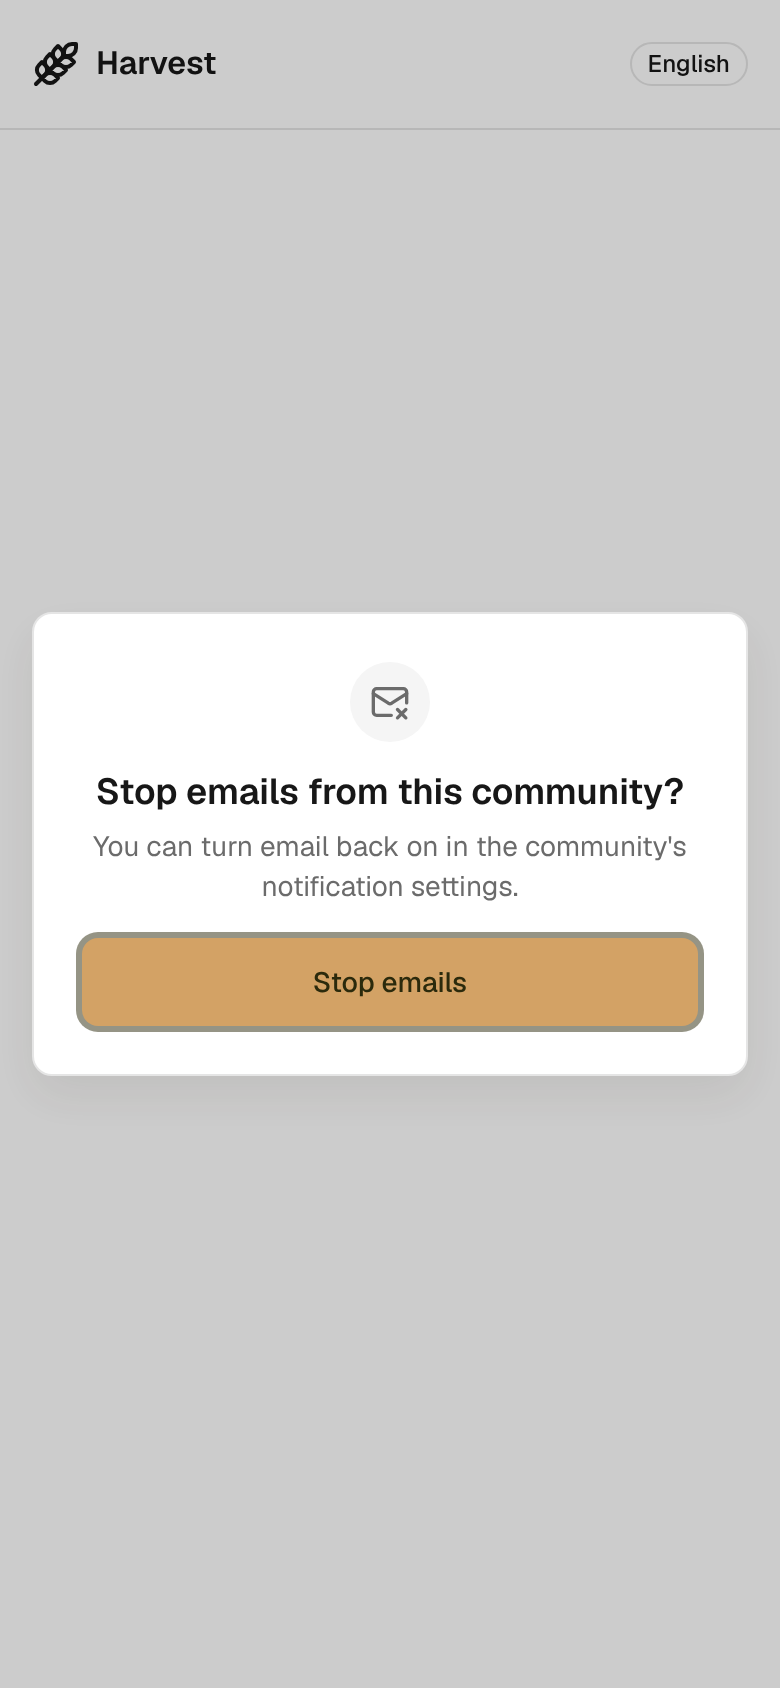 Harvest
English
Stop emails from this community?
You can turn email back on in the community's
notification settings.
Stop emails